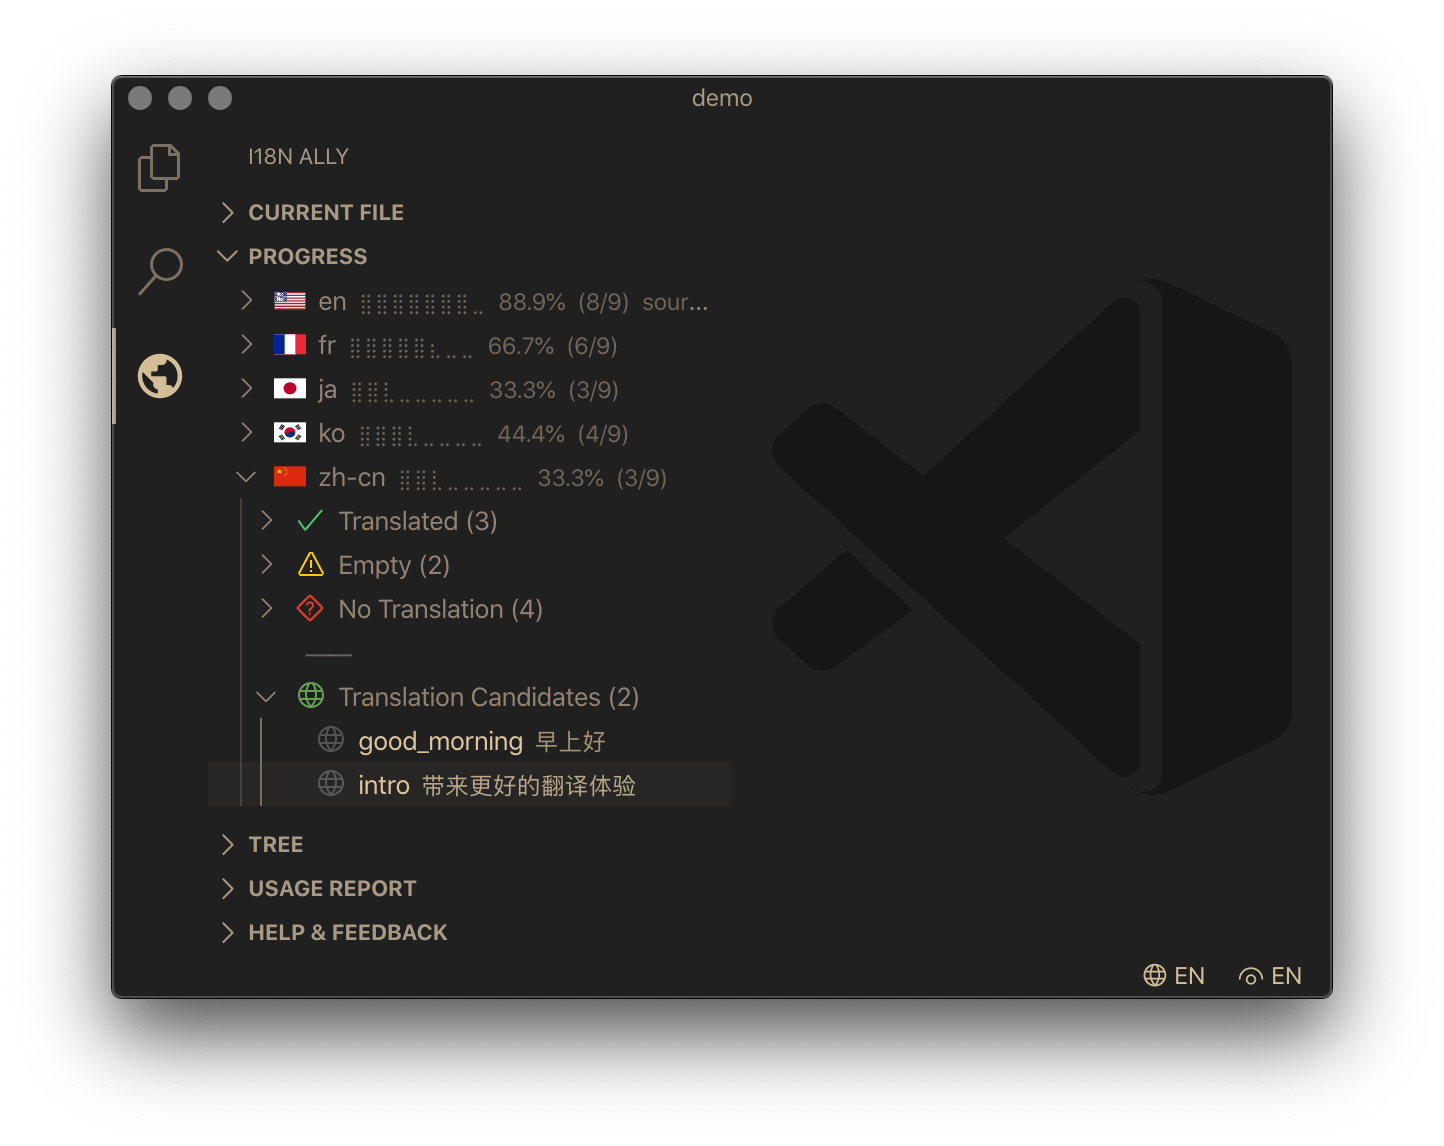 demo
I18N ALLY
CURRENT FILE
PROGRESS
en 88.9% (8/9) sour...
fr 66.7% (6/9)
ja 33.3% (3/9)
ko 44.4% (4/9)
zh-cn 33.3% (3/9)
Translated (3)
Empty (2)
No Translation (4)
Translation Candidates (2)
good_morning 早上好
intro 带来更好的翻译体验
TREE
USAGE REPORT
HELP & FEEDBACK
EN EN